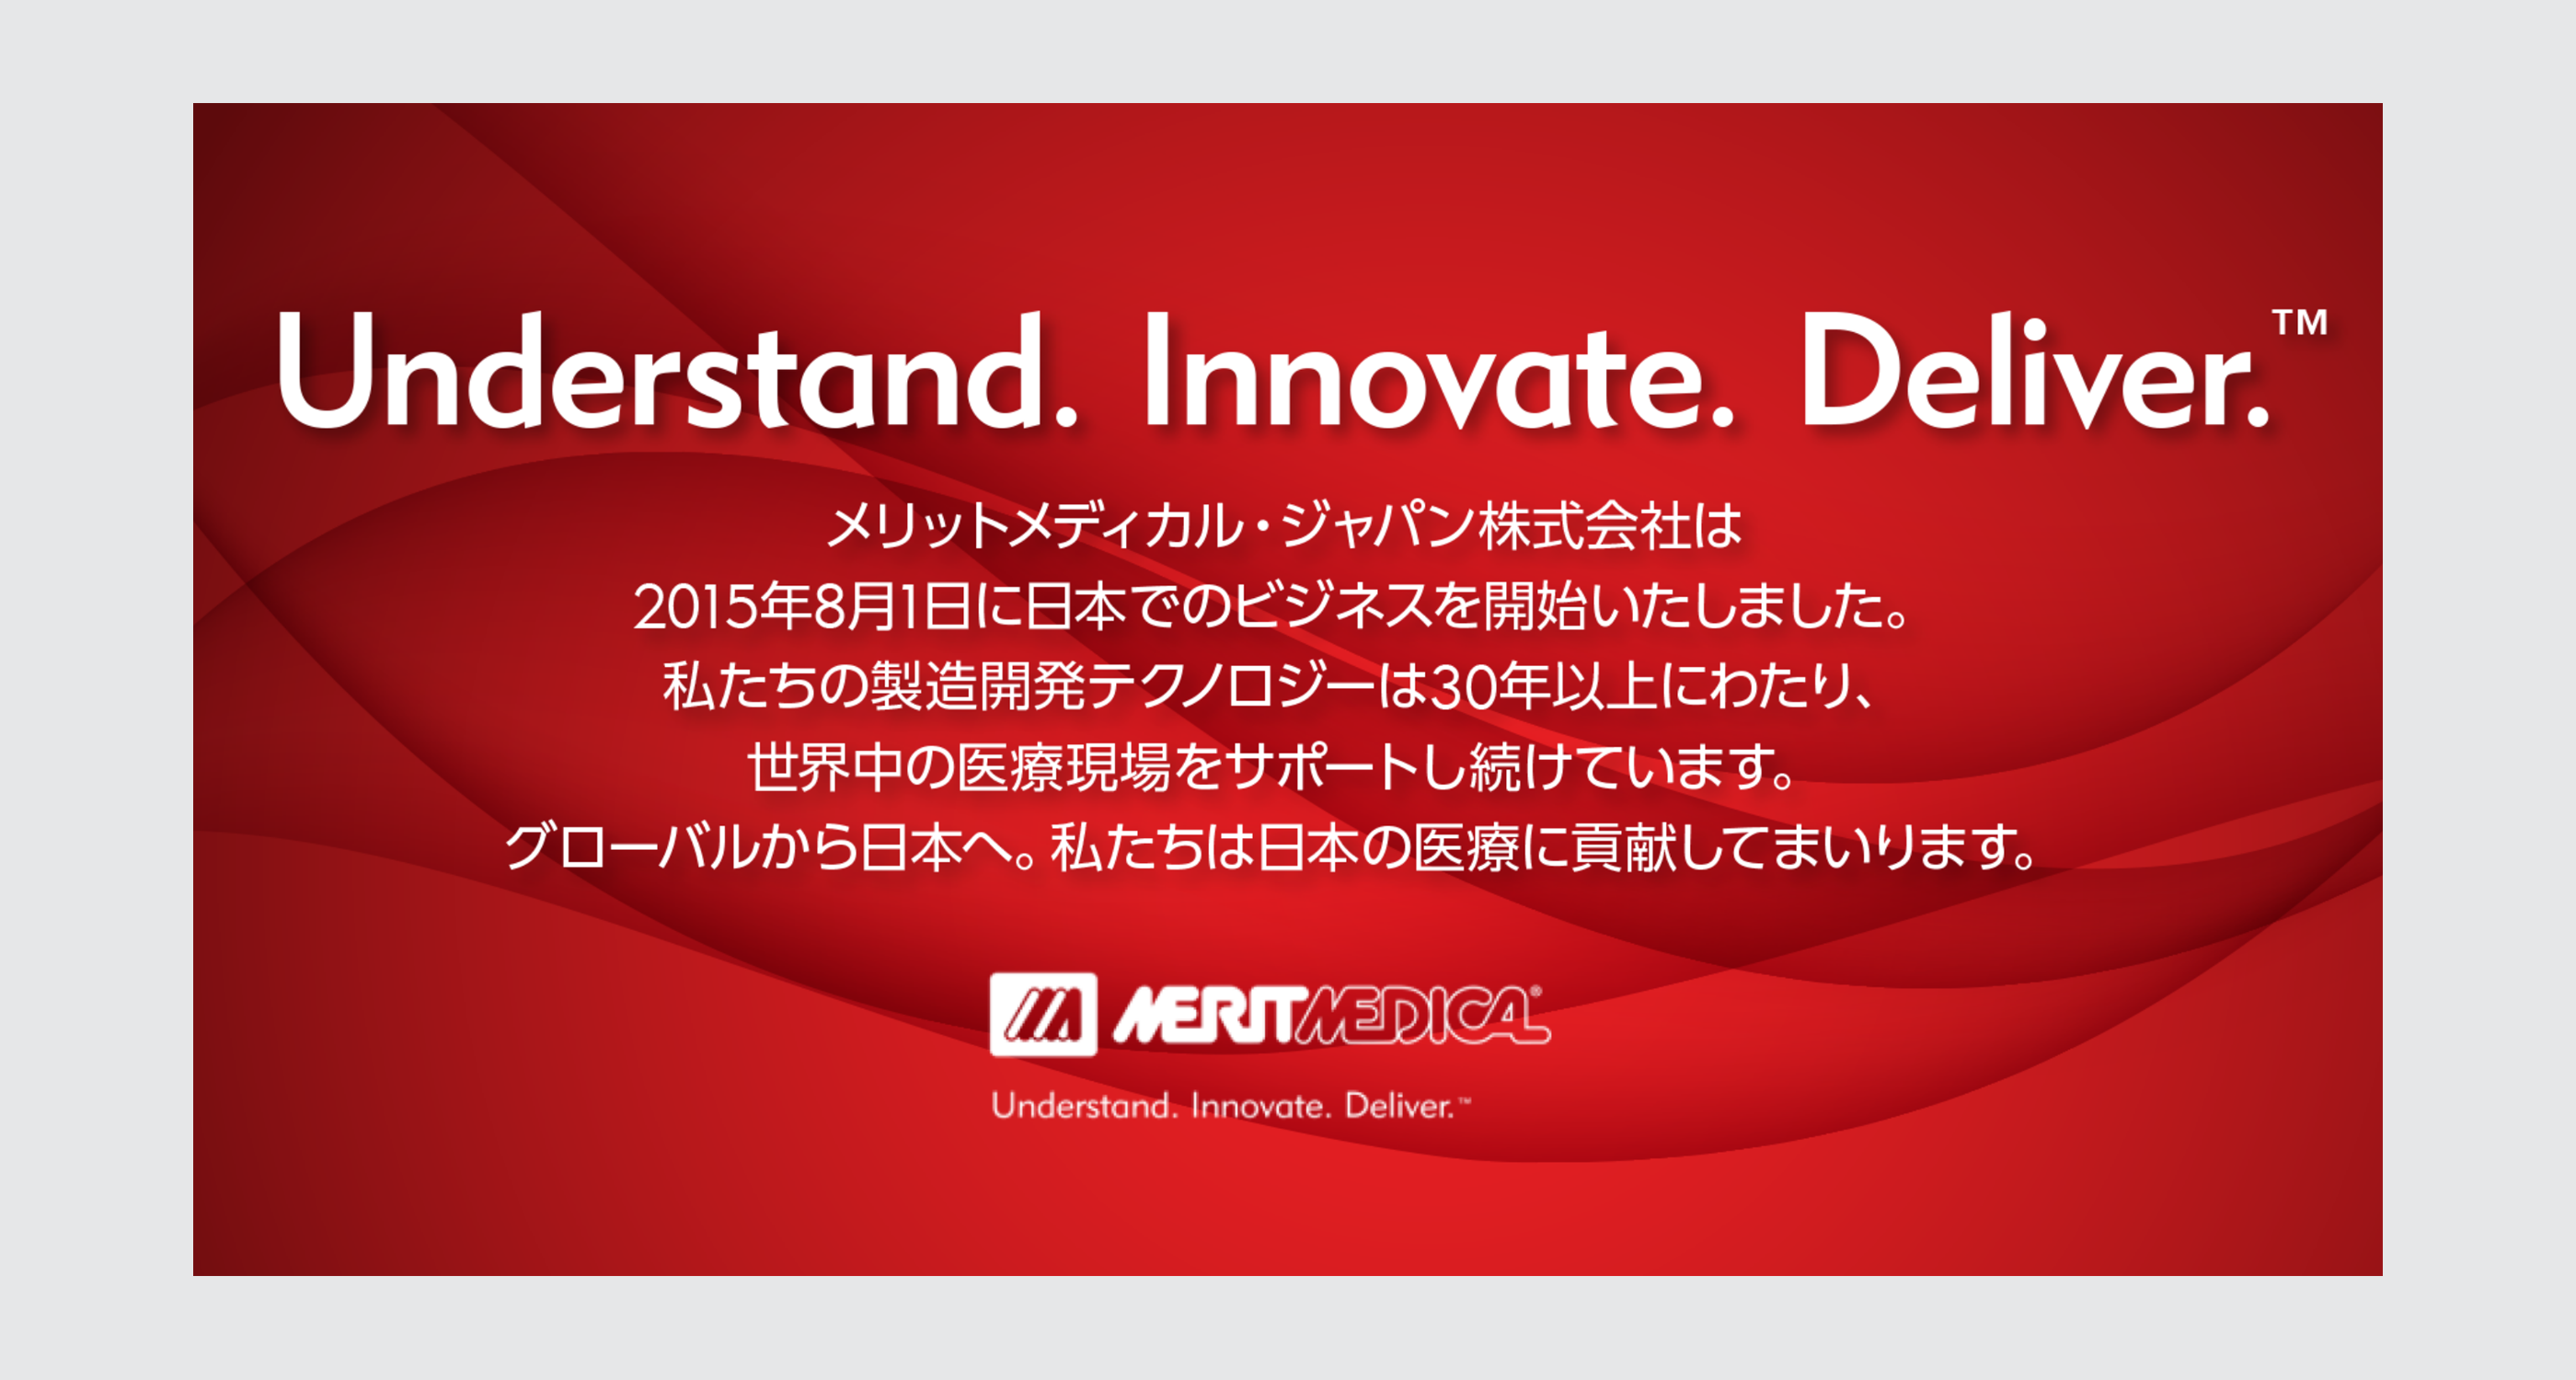 Understand. Innovate. Deliver.™
メリットメディカル・ジャパン株式会社は
2015年8月1日に日本でのビジネスを開始いたしました。
私たちの製造開発テクノロジーは30年以上にわたり、
世界中の医療現場をサポートし続けています。
グローバルから日本へ。私たちは日本の医療に貢献してまいります。
MERITMEDICAL®
Understand. Innovate. Deliver.™